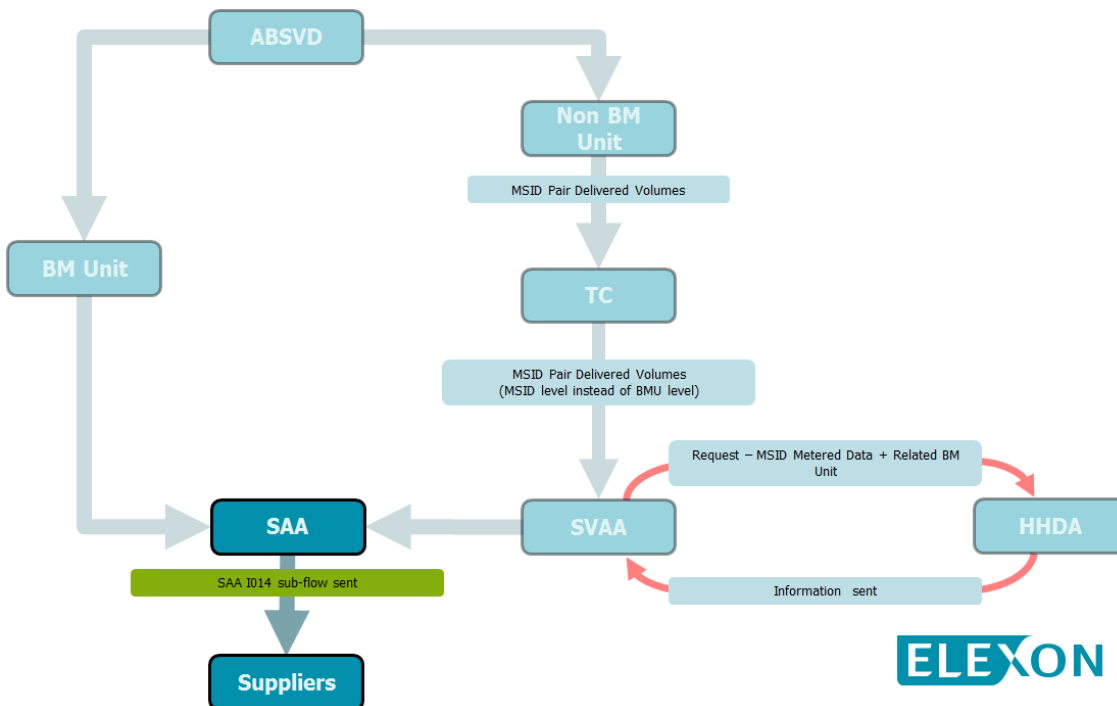 ABSVD
Non BM
Unit
MSID Pair Delivered Volumes
BM Unit
TC
MSID Pair Delivered Volumes
(MSID level instead of BMU level)
Request – MSID Metered Data + Related BM
Unit
SAA
SVAA
HHDA
SAA I014 sub-flow sent
Information sent
Suppliers
ELEXON